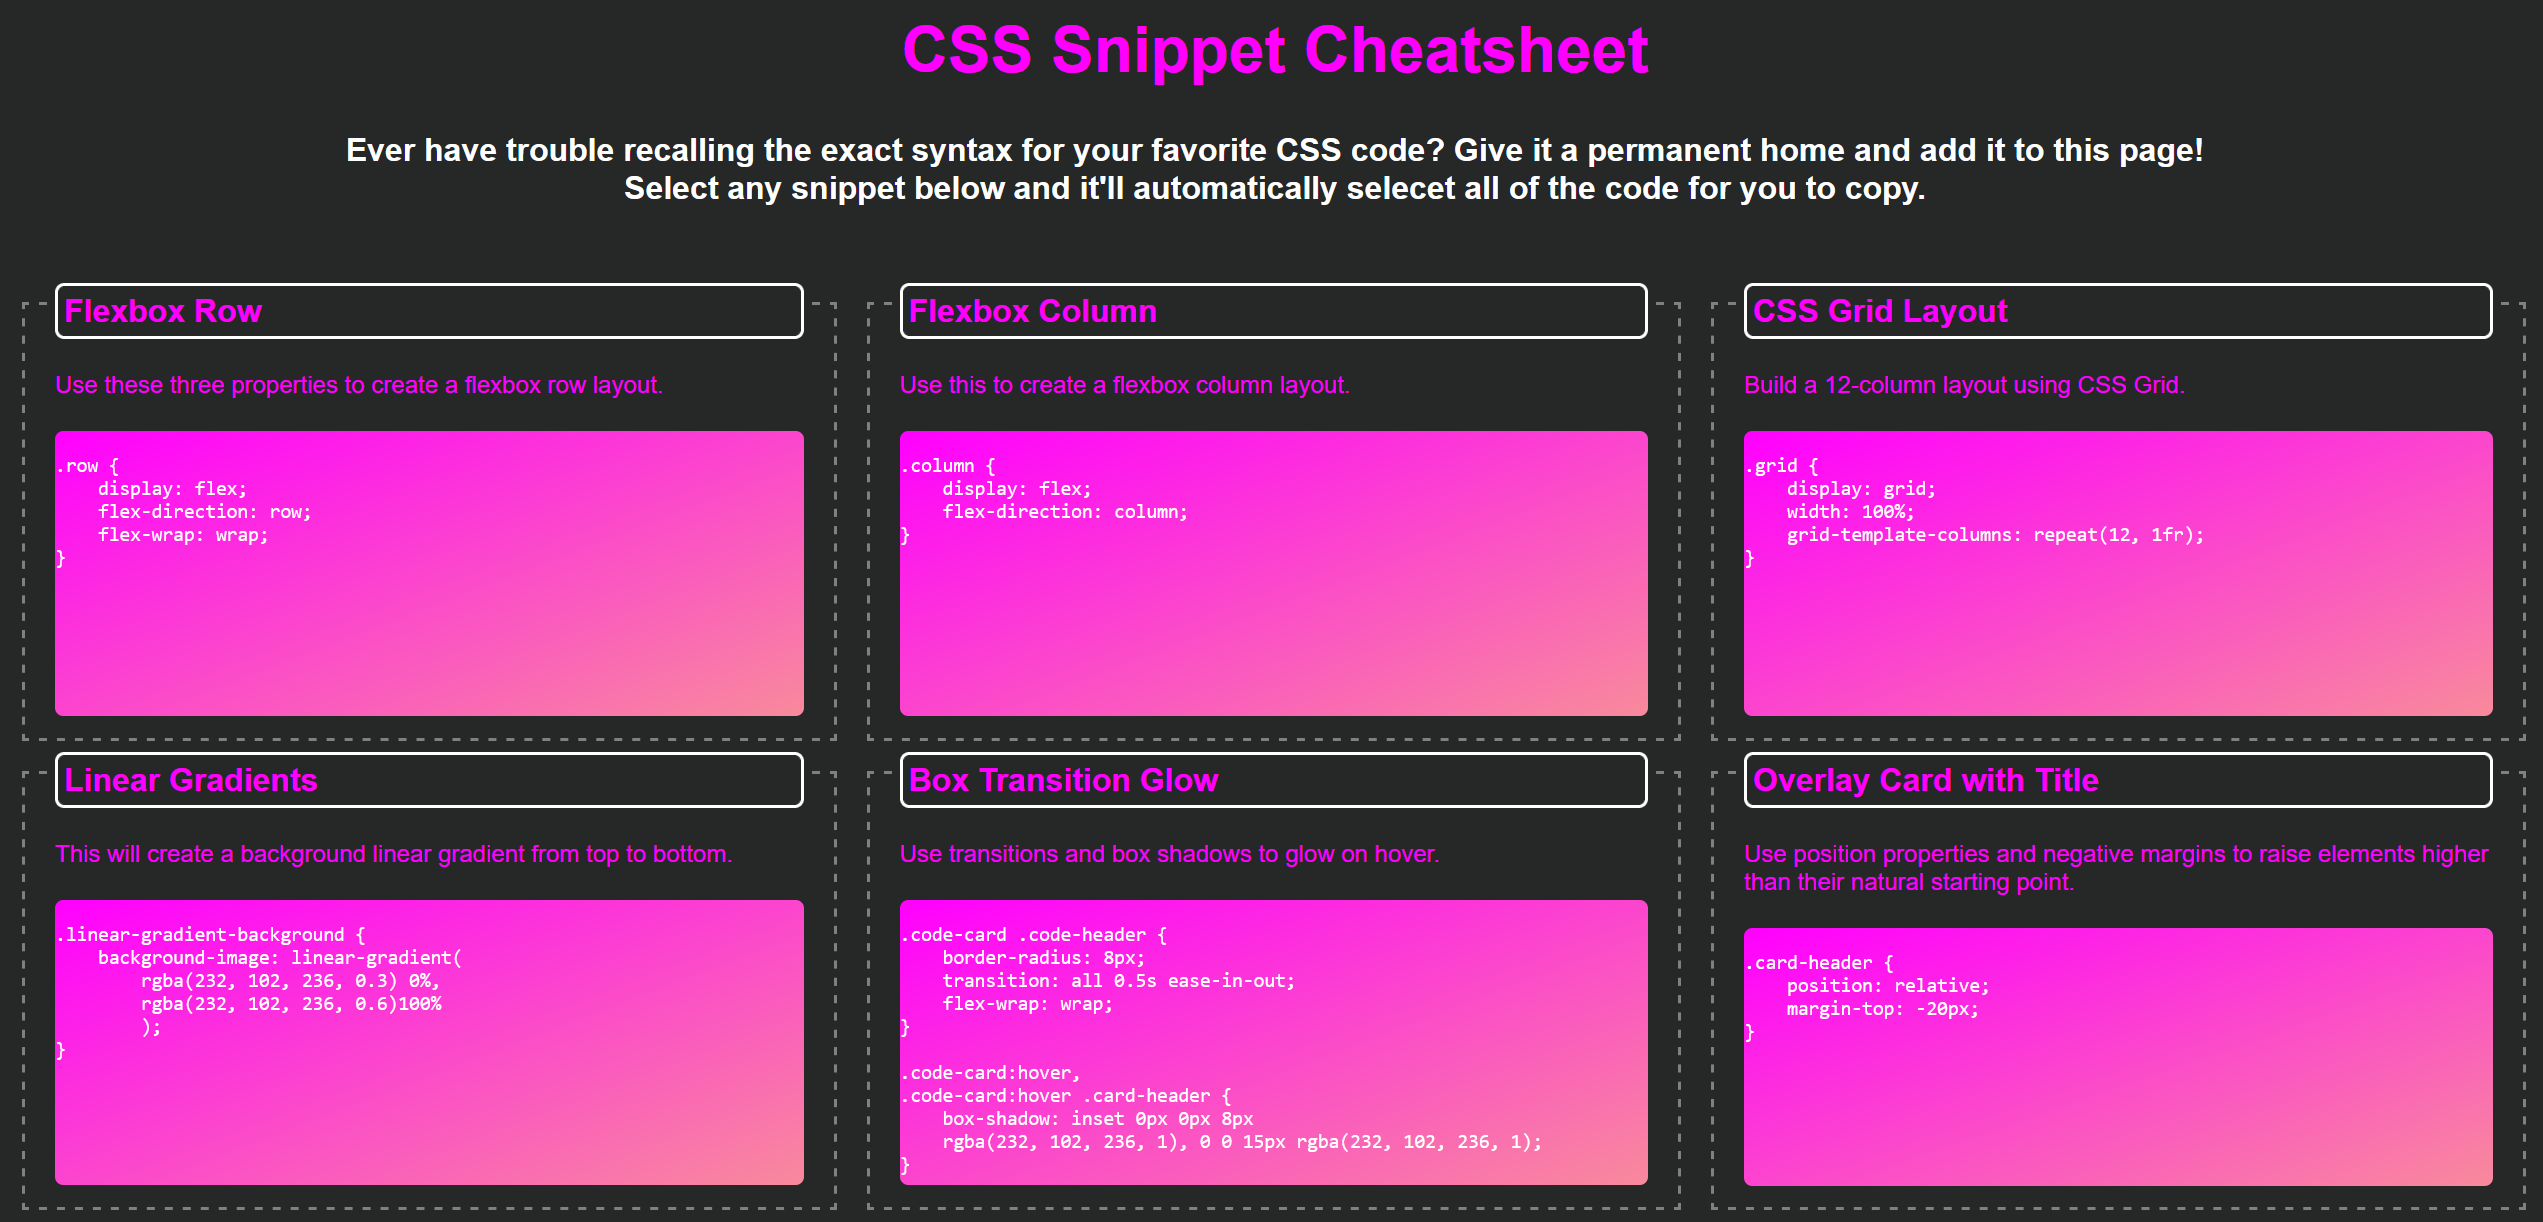 CSS Snippet Cheatsheet
Ever have trouble recalling the exact syntax for your favorite CSS code? Give it a permanent home and add it to this page!
Select any snippet below and it'll automatically selecet all of the code for you to copy.
Flexbox Row
Use these three properties to create a flexbox row layout.
.row {
    display: flex;
    flex-direction: row;
    flex-wrap: wrap;
}
Flexbox Column
Use this to create a flexbox column layout.
.column {
    display: flex;
    flex-direction: column;
}
CSS Grid Layout
Build a 12-column layout using CSS Grid.
.grid {
    display: grid;
    width: 100%;
    grid-template-columns: repeat(12, 1fr);
}
Linear Gradients
This will create a background linear gradient from top to bottom.
.linear-gradient-background {
    background-image: linear-gradient(
        rgba(232, 102, 236, 0.3) 0%,
        rgba(232, 102, 236, 0.6)100%
        );
}
Box Transition Glow
Use transitions and box shadows to glow on hover.
.code-card .code-header {
    border-radius: 8px;
    transition: all 0.5s ease-in-out;
    flex-wrap: wrap;
}
.code-card:hover,
.code-card:hover .card-header {
    box-shadow: inset 0px 0px 8px
    rgba(232, 102, 236, 1), 0 0 15px rgba(232, 102, 236, 1);
}
Overlay Card with Title
Use position properties and negative margins to raise elements higher
than their natural starting point.
.card-header {
    position: relative;
    margin-top: -20px;
}